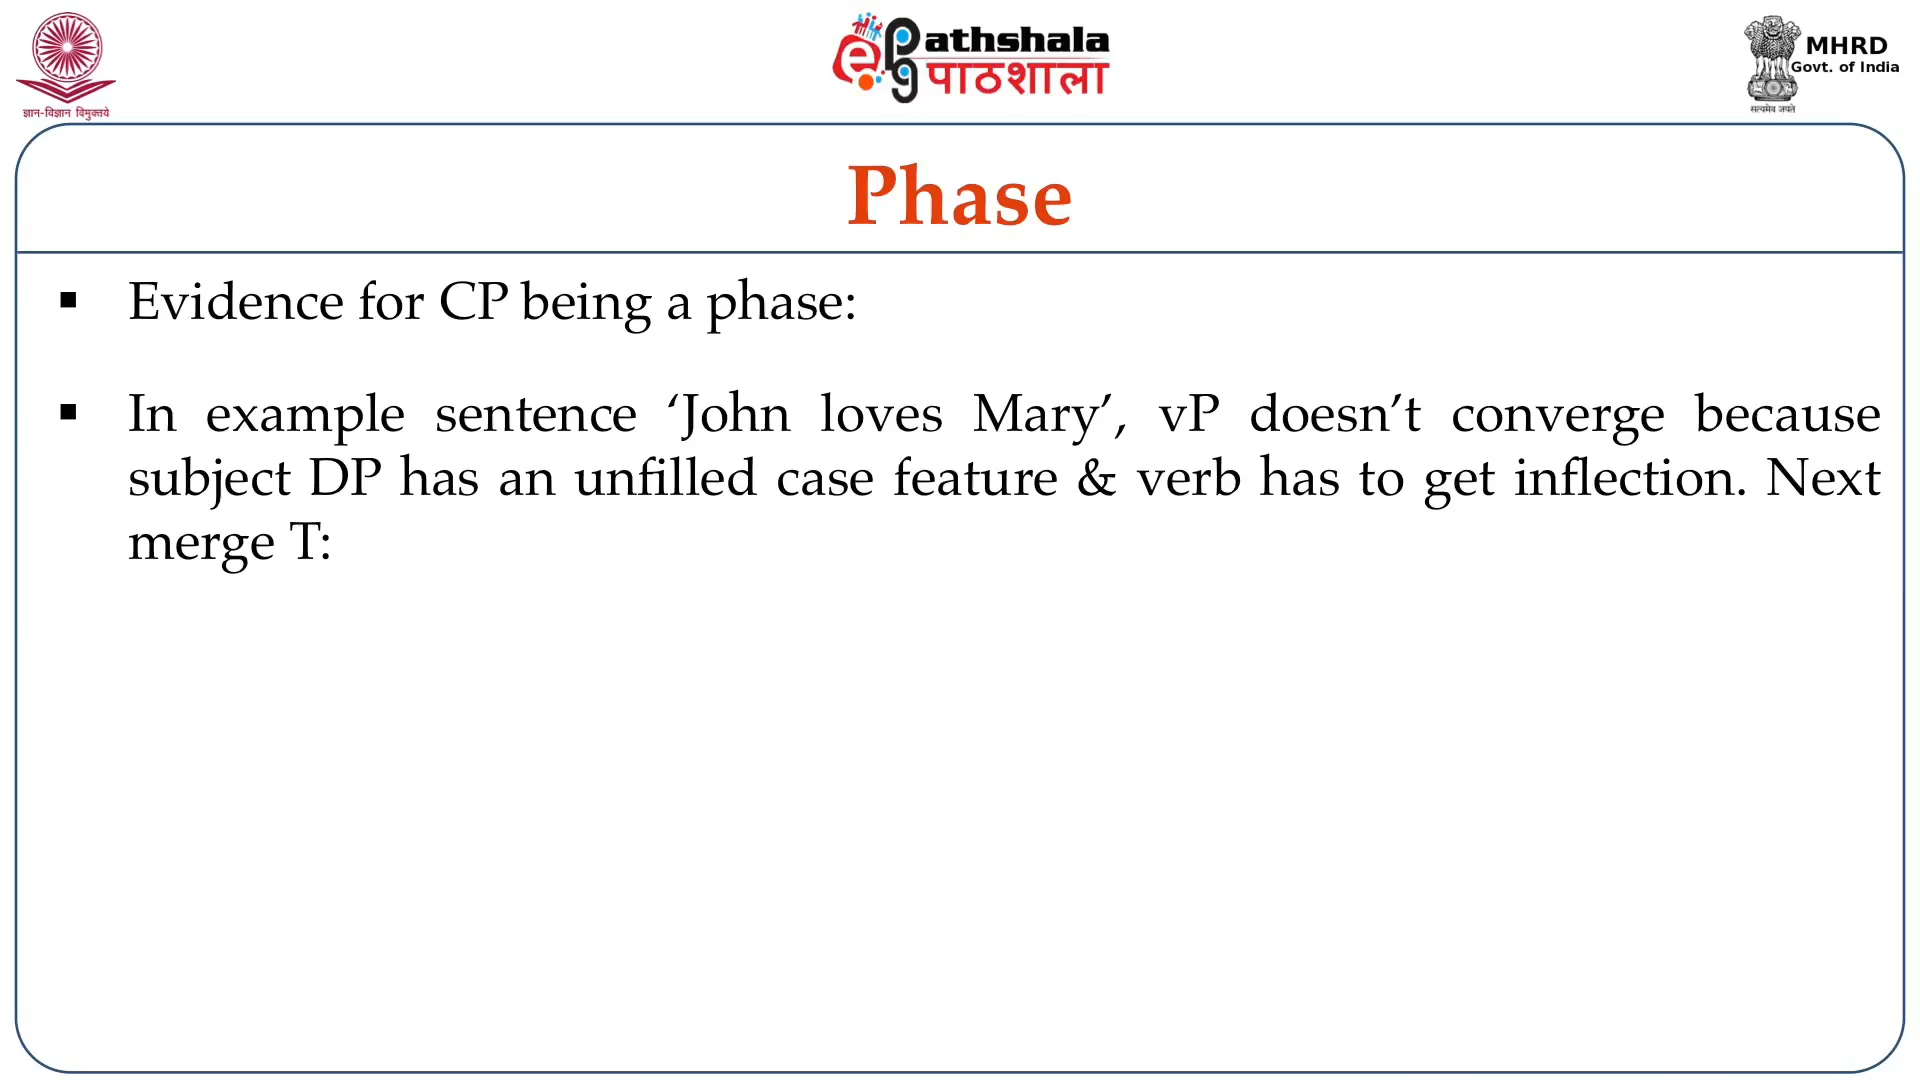 ज्ञान-विज्ञान विमुक्तये
ePg Pathshala
पाठशाला
MHRD
Govt. of India
सत्यमेव जयते
Phase
▪ Evidence for CP being a phase:
▪ In example sentence ‘John loves Mary’, vP doesn’t converge because
subject DP has an unfilled case feature & verb has to get inflection. Next
merge T: